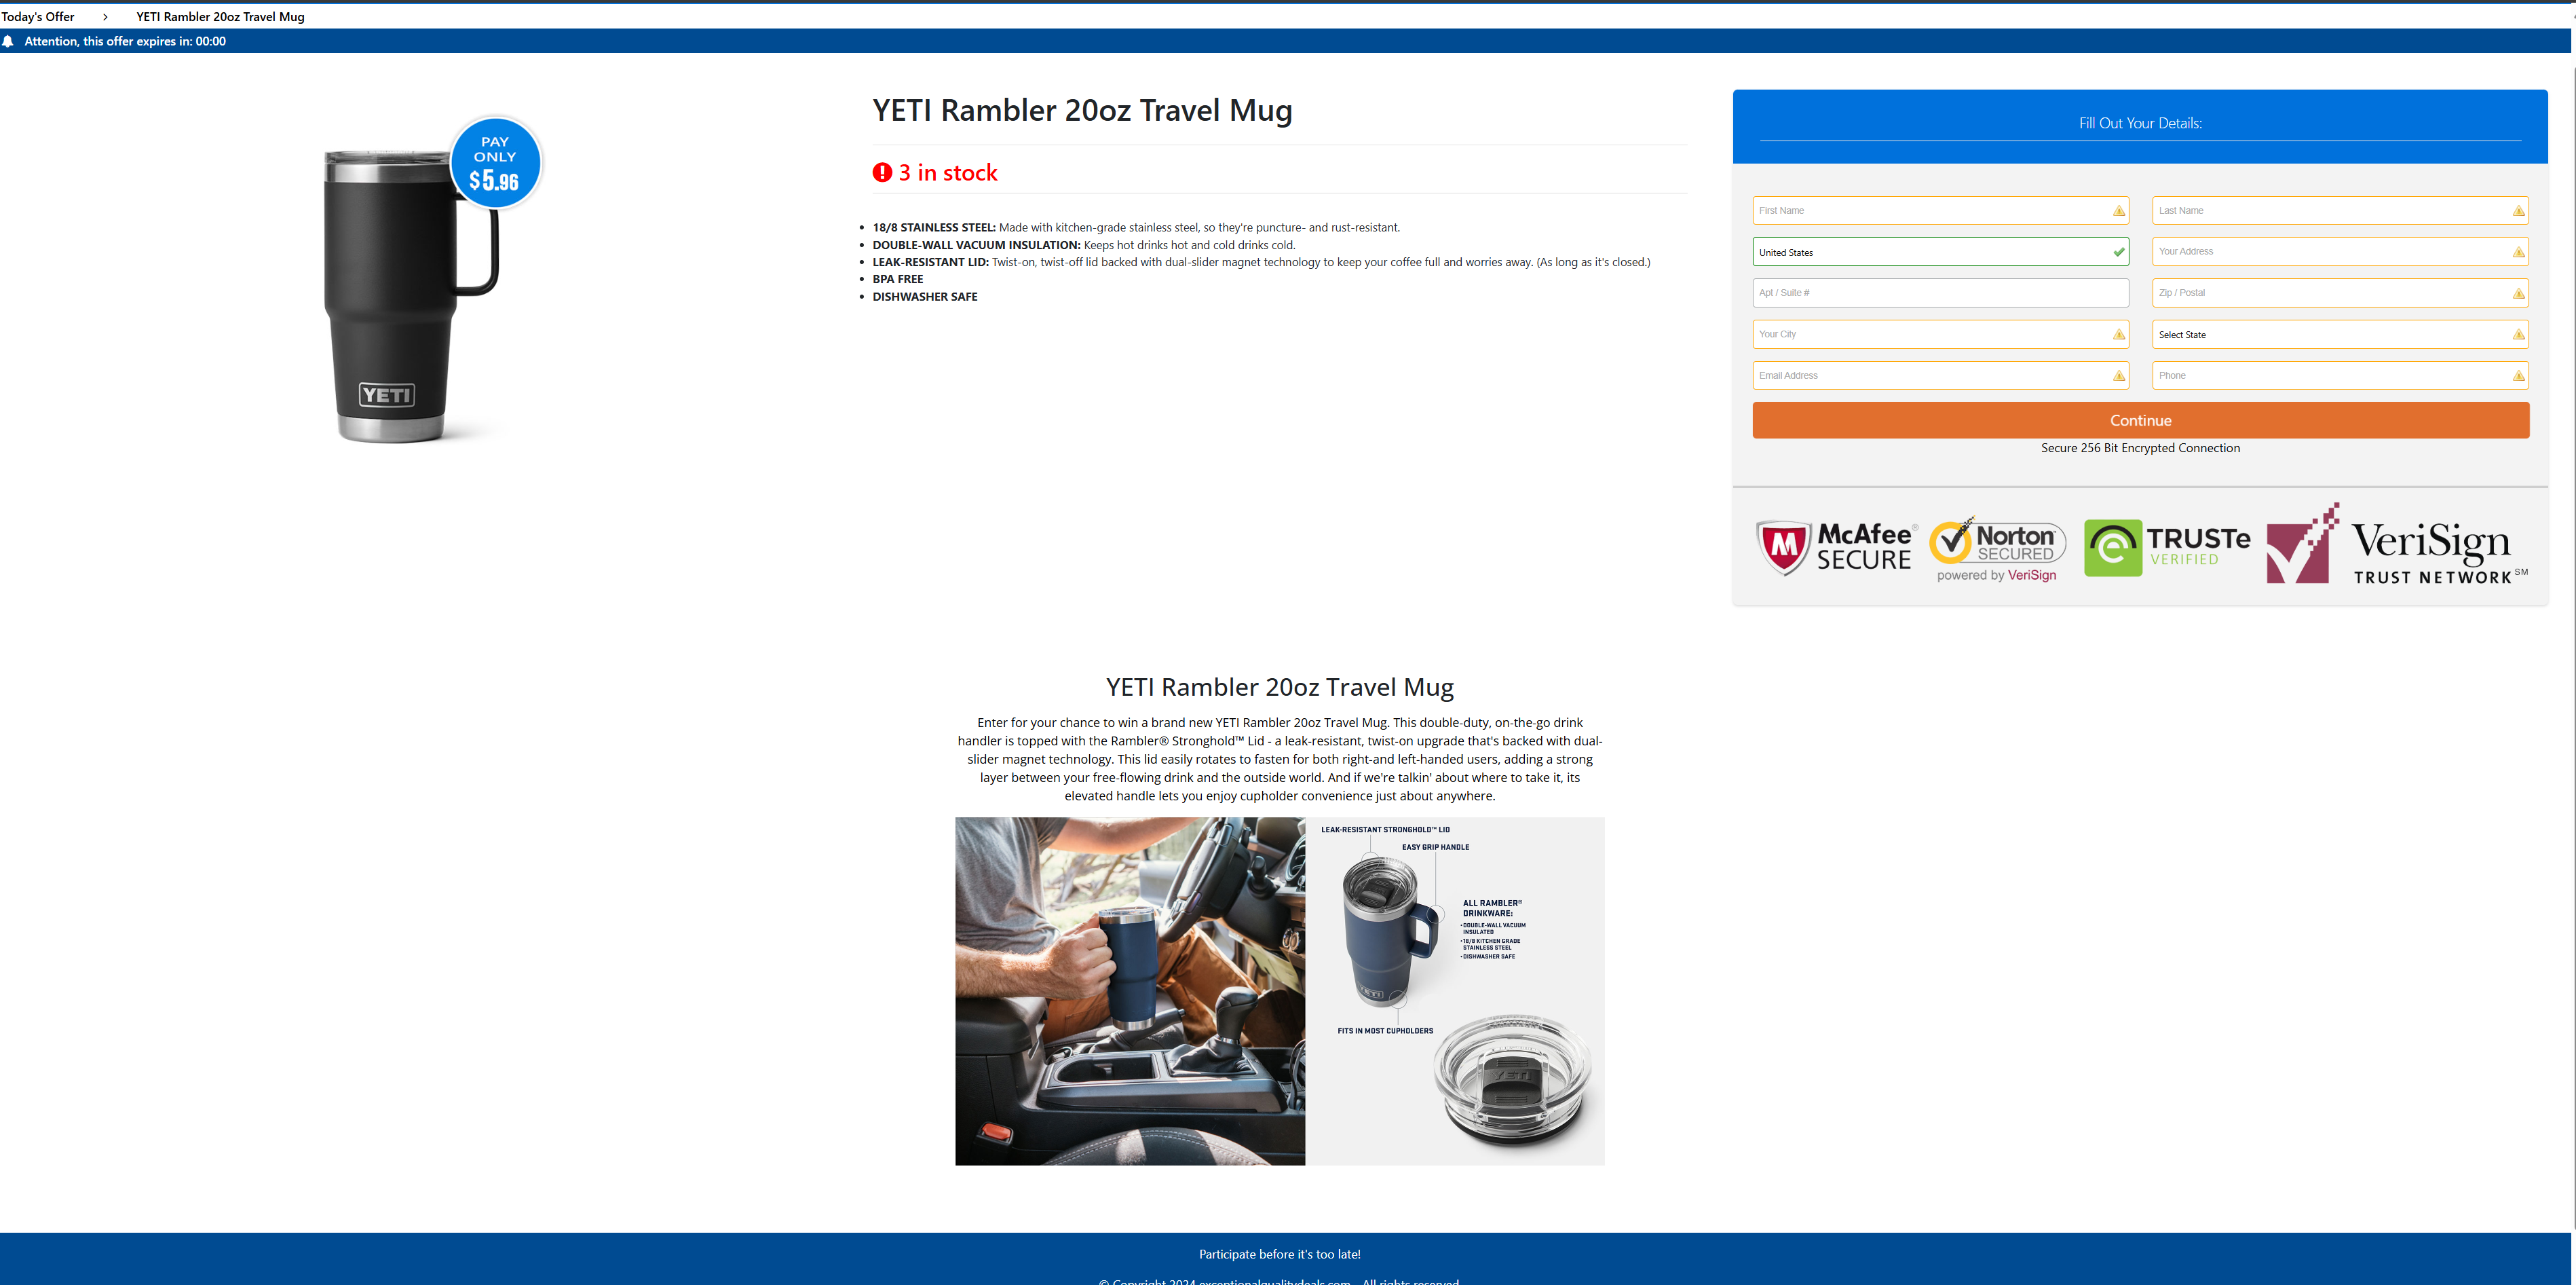 Today's Offer > YETI Rambler 20oz Travel Mug
Attention, this offer expires in: 00:00
PAY
ONLY
$5.96
YETI
YETI Rambler 20oz Travel Mug
3 in stock
• 18/8 STAINLESS STEEL: Made with kitchen-grade stainless steel, so they're puncture- and rust-resistant.
• DOUBLE-WALL VACUUM INSULATION: Keeps hot drinks hot and cold drinks cold.
• LEAK-RESISTANT LID: Twist-on, twist-off lid backed with dual-slider magnet technology to keep your coffee full and worries away. (As long as it's closed.)
• BPA FREE
• DISHWASHER SAFE
Fill Out Your Details:
First Name
Last Name
United States
Your Address
Apt / Suite #
Zip / Postal
Your City
Select State
Email Address
Phone
Continue
Secure 256 Bit Encrypted Connection
McAfee®
SECURE
Norton
SECURED
powered by VeriSign
TRUSTe
VERIFIED
VeriSign
TRUST NETWORK SM
YETI Rambler 20oz Travel Mug
Enter for your chance to win a brand new YETI Rambler 20oz Travel Mug. This double-duty, on-the-go drink
handler is topped with the Rambler® Stronghold™ Lid - a leak-resistant, twist-on upgrade that's backed with dual-
slider magnet technology. This lid easily rotates to fasten for both right-and left-handed users, adding a strong
layer between your free-flowing drink and the outside world. And if we're talkin' about where to take it, its
elevated handle lets you enjoy cupholder convenience just about anywhere.
LEAK-RESISTANT STRONGHOLD™ LID
EASY GRIP HANDLE
ALL RAMBLER®
DRINKWARE:
•DOUBLE-WALL VACUUM
INSULATED
•18/8 KITCHEN GRADE
STAINLESS STEEL
•DISHWASHER SAFE
YETI
FITS IN MOST CUPHOLDERS
YETI
Participate before it's too late!
© Copyright 2024 exceptionalqualitydeals.com - All rights reserved